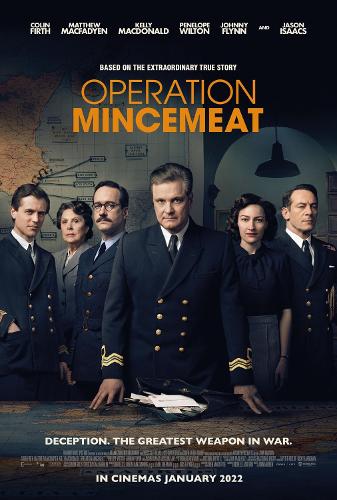 COLIN FIRTH MATTHEW MACFADYEN KELLY MACDONALD PENELOPE WILTON JOHNNY FLYNN AND JASON ISAACS
BASED ON THE EXTRAORDINARY TRUE STORY
OPERATION
MINCEMEAT
DECEPTION. THE GREATEST WEAPON IN WAR.
IN CINEMAS JANUARY 2022